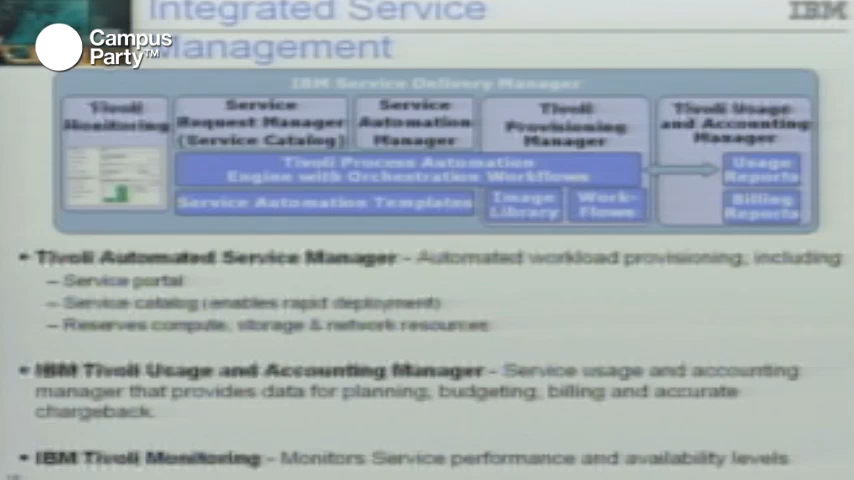 Integrated Service
IBM
Campus
Party™
Management
IBM Service Delivery Manager
Tivoli
Monitoring
Service
Request Manager
(Service Catalog)
Service
Automation
Manager
Tivoli
Provisioning
Manager
Tivoli Usage
and Accounting
Manager
Tivoli Process Automation
Engine with Orchestration Workflows
Usage
Reports
Service Automation Templates
Image
Library
Work-
Flows
Billing
Reports
• Tivoli Automated Service Manager - Automated workload provisioning, including
– Service portal
– Service catalog (enables rapid deployment)
– Reserves compute, storage & network resources
• IBM Tivoli Usage and Accounting Manager - Service usage and accounting
manager that provides data for planning, budgeting, billing and accurate
chargeback.
• IBM Tivoli Monitoring - Monitors Service performance and availability levels